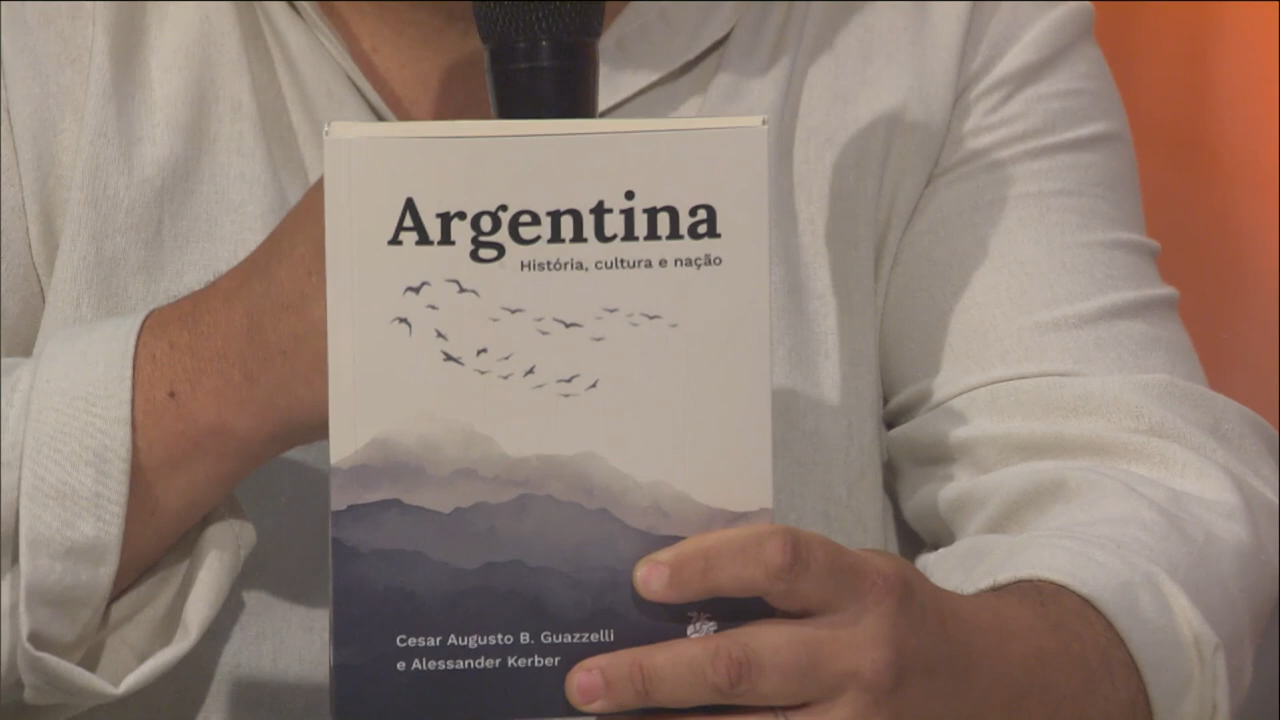 Argentina
História, cultura e nação
Cesar Augusto B. Guazzelli
e Alessander Kerber